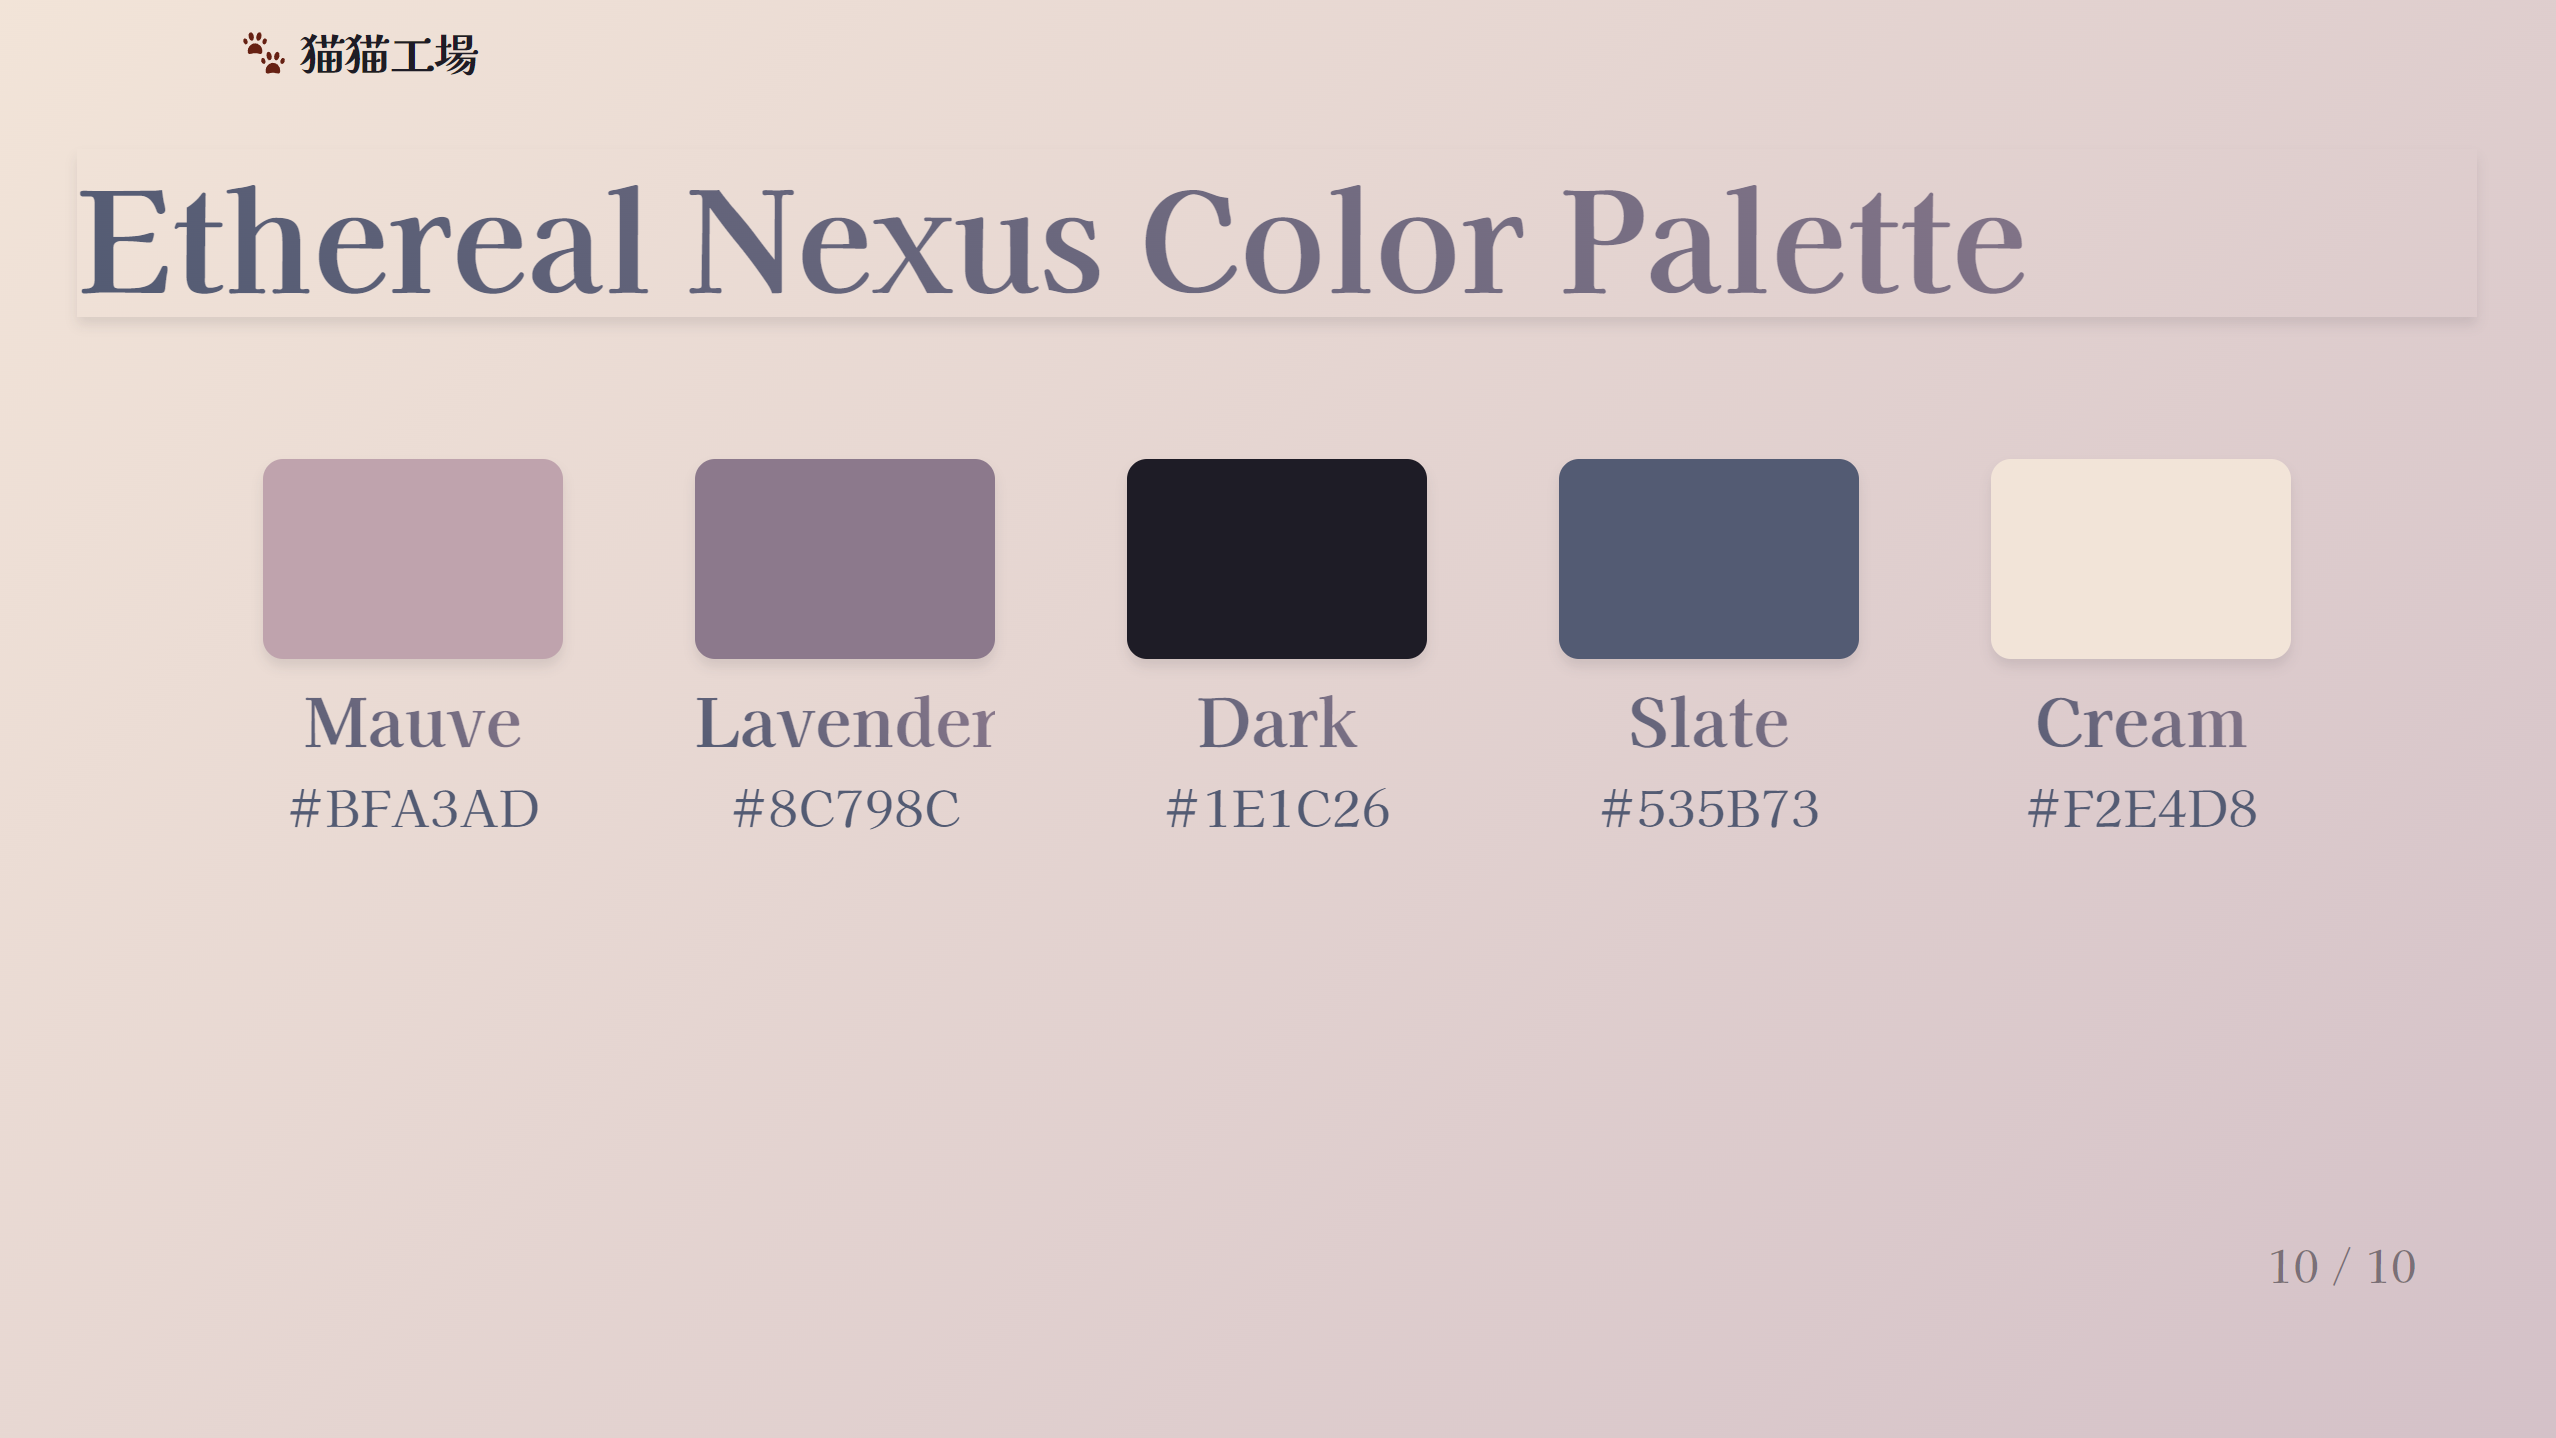 猫猫工場
Ethereal Nexus Color Palette
Mauve
#BFA3AD
Lavender
#8C798C
Dark
#1E1C26
Slate
#535B73
Cream
#F2E4D8
10 / 10